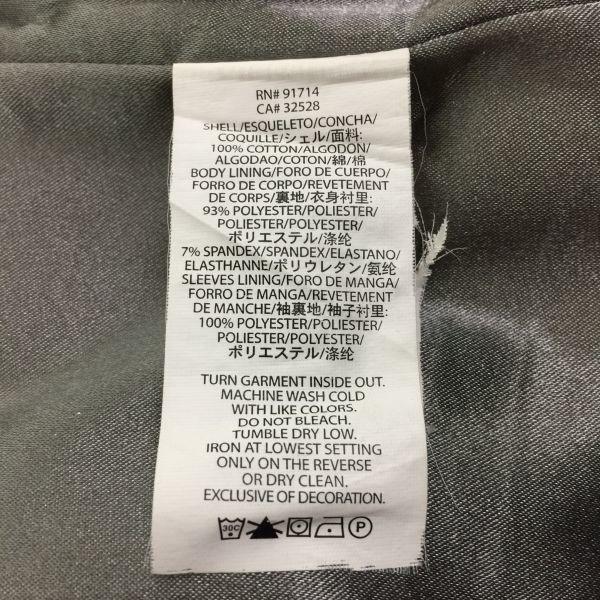 RN# 91714
CA# 32528
SHELL/ESQUELETO/CONCHA/
COQUILLE/シェル/面料:
100% COTTON/ALGODON/
ALGODAO/COTON/綿/棉
BODY LINING/FORO DE CUERPO/
FORRO DE CORPO/REVETEMENT
DE CORPS/裏地/衣身衬里:
93% POLYESTER/POLIESTER/
POLIESTER/POLYESTER/
ポリエステル/涤纶
7% SPANDEX/SPANDEX/ELASTANO/
ELASTHANNE/ポリウレタン/氨纶
SLEEVES LINING/FORO DE MANGA/
FORRO DE MANGA/REVETEMENT
DE MANCHE/袖裏地/袖子衬里:
100% POLYESTER/POLIESTER/
POLIESTER/POLYESTER/
ポリエステル/涤纶
TURN GARMENT INSIDE OUT.
MACHINE WASH COLD
WITH LIKE COLORS.
DO NOT BLEACH.
TUMBLE DRY LOW.
IRON AT LOWEST SETTING
ONLY ON THE REVERSE
OR DRY CLEAN.
EXCLUSIVE OF DECORATION.
30C P